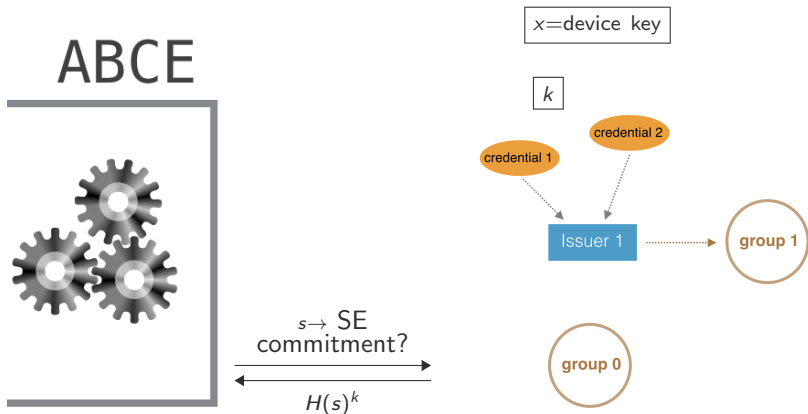 x=device key
ABCE
k
credential 1
credential 2
Issuer 1
group 1
s→ SE
commitment?
H(s)^k
group 0